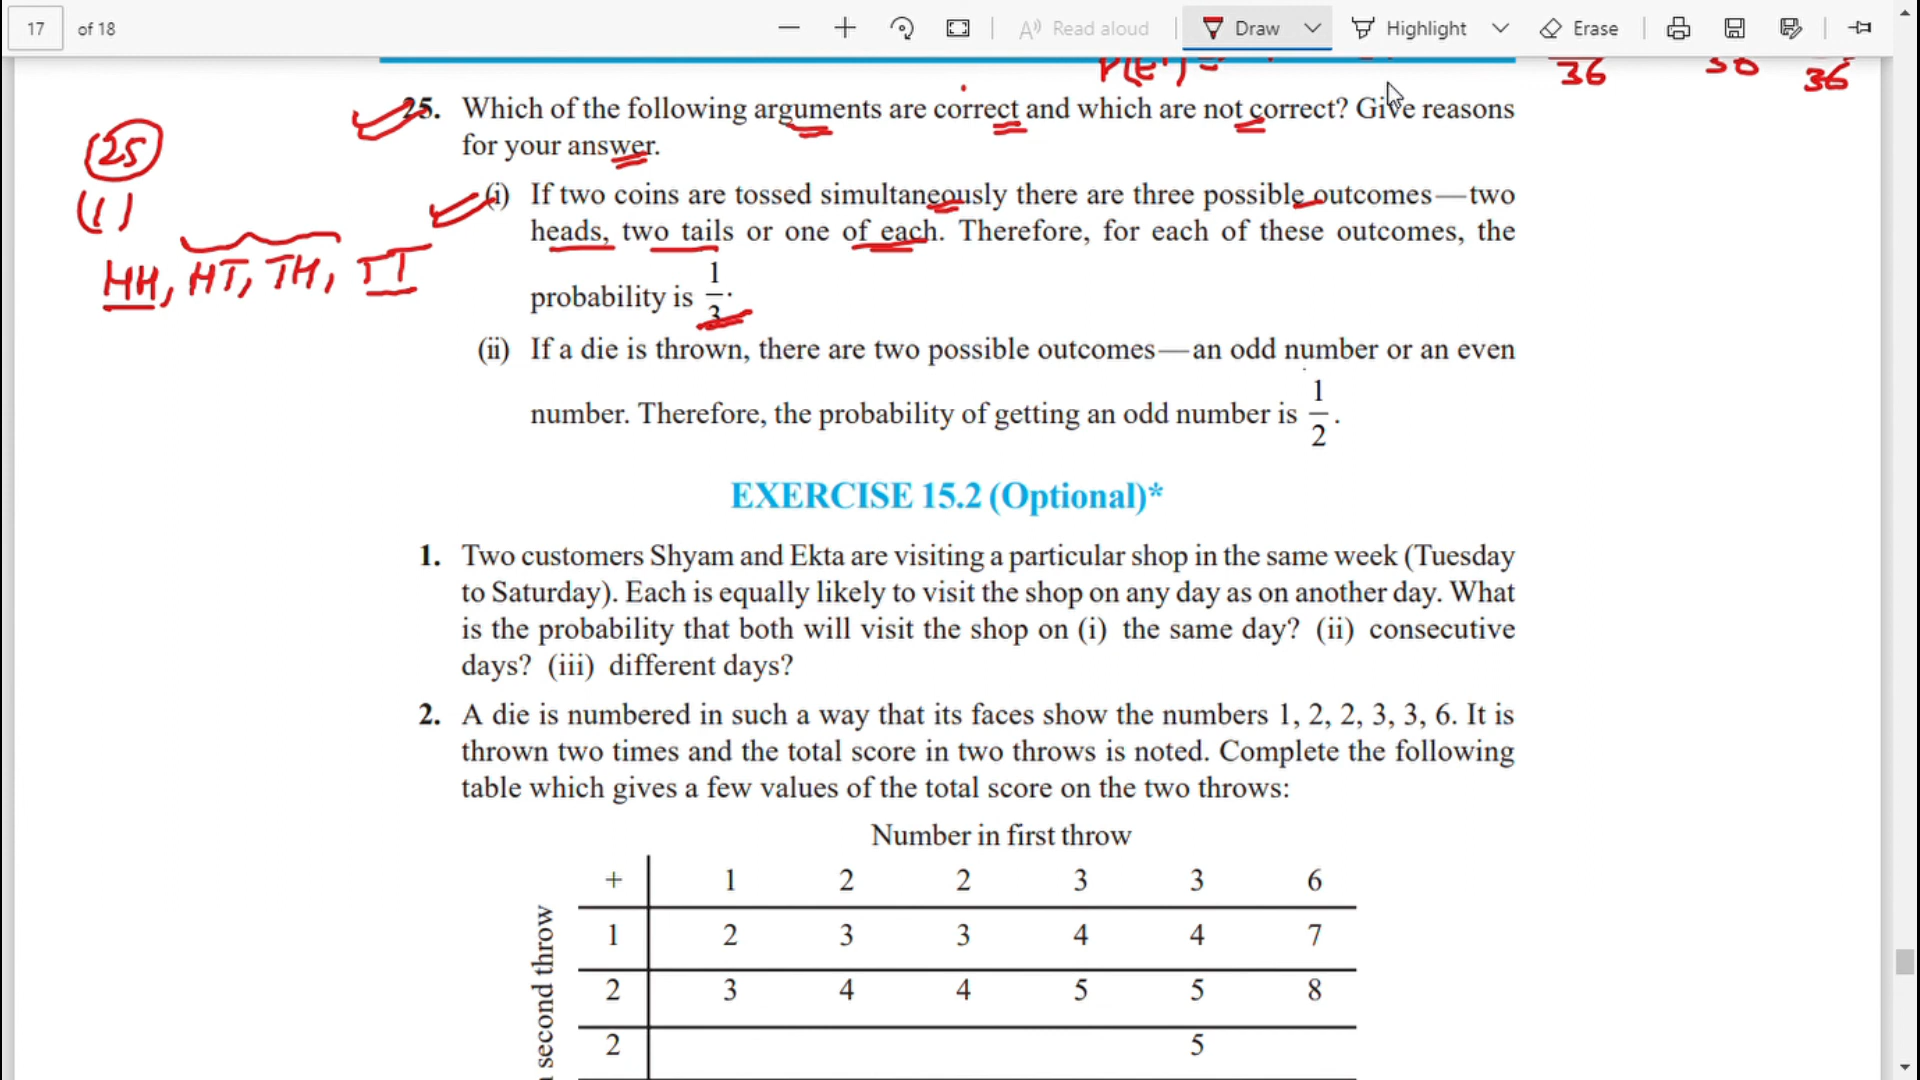 17 of 18 Read aloud Draw Highlight Erase
P(E') = 36 36 36
25. Which of the following arguments are correct and which are not correct? Give reasons
for your answer.
(25)
(i) If two coins are tossed simultaneously there are three possible outcomes—two
(1)
heads, two tails or one of each. Therefore, for each of these outcomes, the
HH, HT, TH, TT
probability is 1/3.
(ii) If a die is thrown, there are two possible outcomes—an odd number or an even
number. Therefore, the probability of getting an odd number is 1/2.
EXERCISE 15.2 (Optional)*
1. Two customers Shyam and Ekta are visiting a particular shop in the same week (Tuesday
to Saturday). Each is equally likely to visit the shop on any day as on another day. What
is the probability that both will visit the shop on (i) the same day? (ii) consecutive
days? (iii) different days?
2. A die is numbered in such a way that its faces show the numbers 1, 2, 2, 3, 3, 6. It is
thrown two times and the total score in two throws is noted. Complete the following
table which gives a few values of the total score on the two throws:
Number in first throw
+ 1 2 2 3 3 6
1 2 3 3 4 4 7
2 3 4 4 5 5 8
2 5
second throw